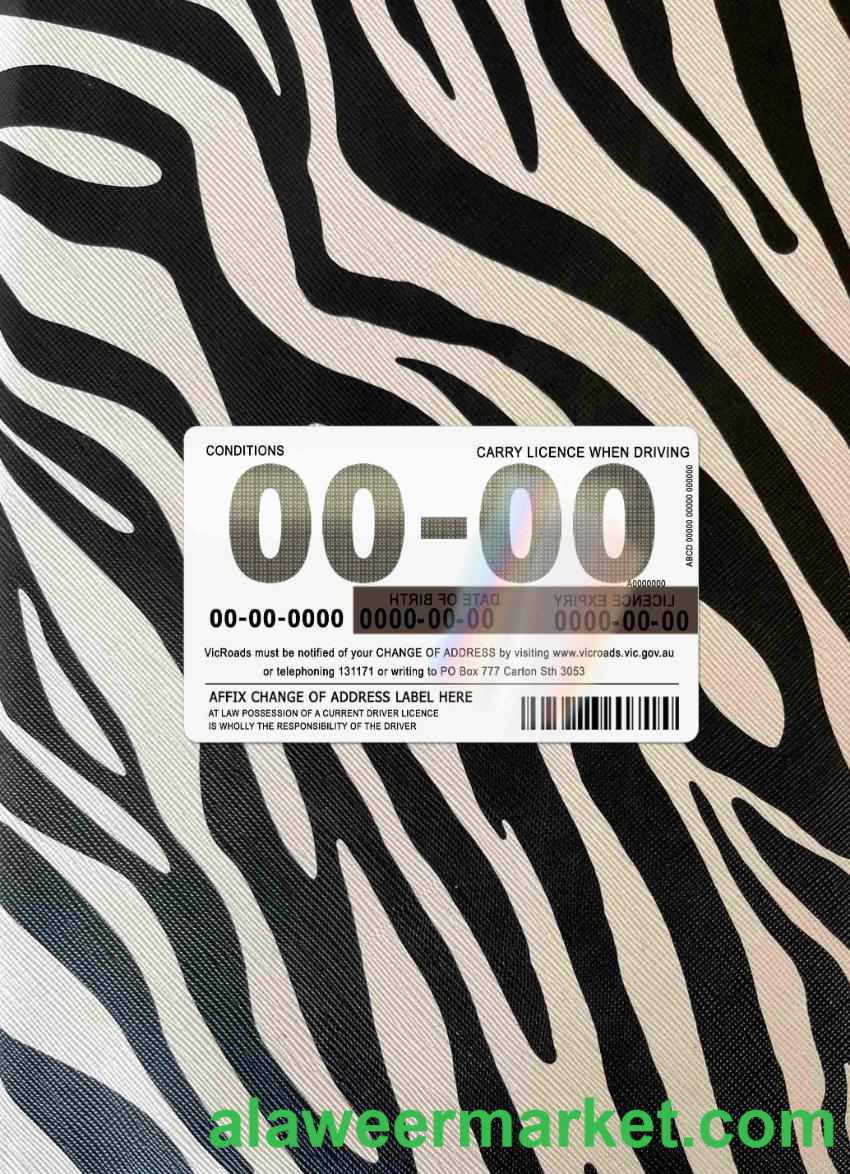 CONDITIONS
CARRY LICENCE WHEN DRIVING
00-00
ABCD 00000 00000 000000
A0000000
DATE OF BIRTH
LICENCE EXPIRY
00-00-0000
0000-00-00
0000-00-00
VicRoads must be notified of your CHANGE OF ADDRESS by visiting www.vicroads.vic.gov.au
or telephoning 131171 or writing to PO Box 777 Carlton Sth 3053
AFFIX CHANGE OF ADDRESS LABEL HERE
AT LAW POSSESSION OF A CURRENT DRIVER LICENCE
IS WHOLLY THE RESPONSIBILITY OF THE DRIVER
alaweermarket.com